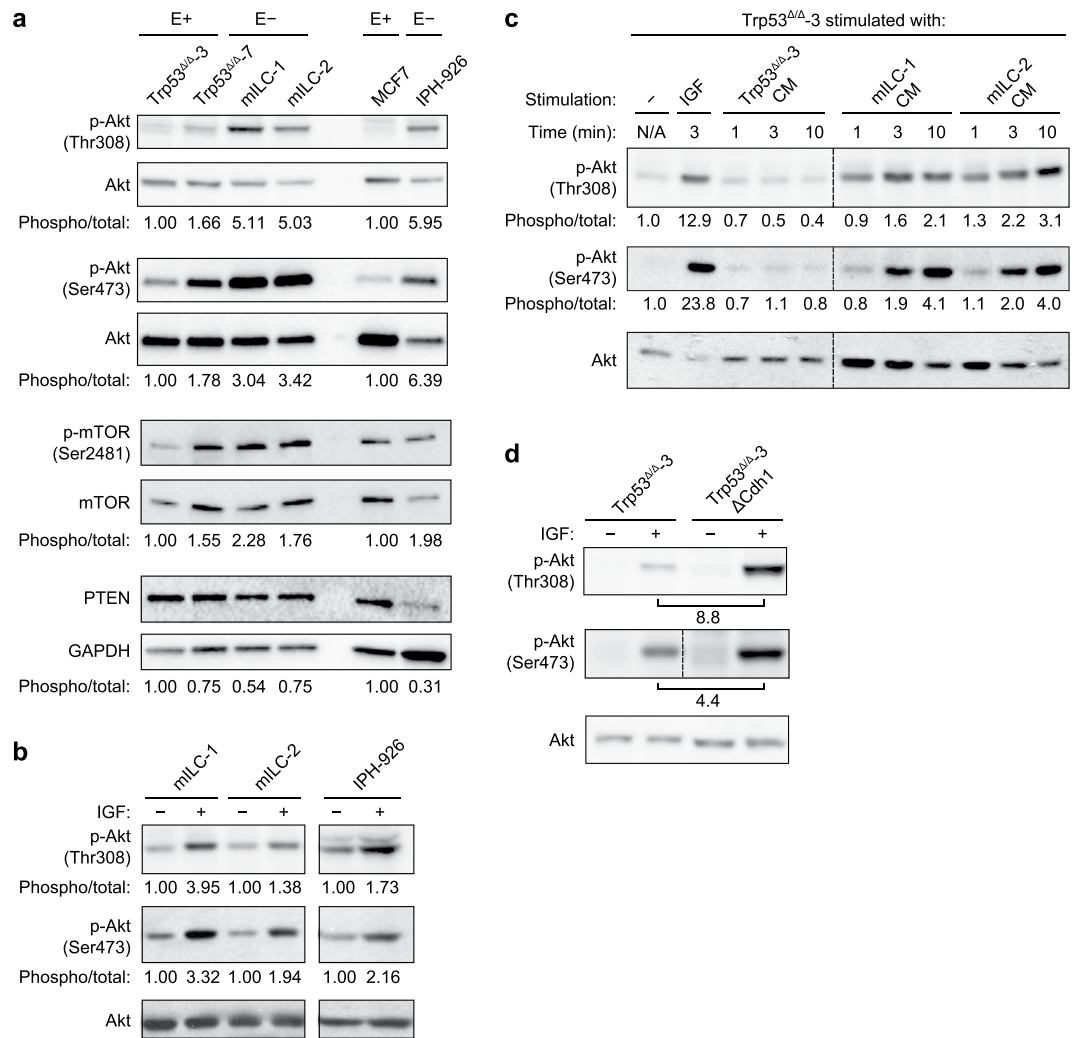 a
E+ E− E+ E−
Trp53Δ/Δ-3 Trp53Δ/Δ-7 mILC-1 mILC-2 MCF7 IPH-926
p-Akt
(Thr308)
Akt
Phospho/total: 1.00 1.66 5.11 5.03 1.00 5.95
p-Akt
(Ser473)
Akt
Phospho/total: 1.00 1.78 3.04 3.42 1.00 6.39
p-mTOR
(Ser2481)
mTOR
Phospho/total: 1.00 1.55 2.28 1.76 1.00 1.98
PTEN
GAPDH
Phospho/total: 1.00 0.75 0.54 0.75 1.00 0.31
b
mILC-1 mILC-2 IPH-926
IGF: − + − + − +
p-Akt
(Thr308)
Phospho/total: 1.00 3.95 1.00 1.38 1.00 1.73
p-Akt
(Ser473)
Phospho/total: 1.00 3.32 1.00 1.94 1.00 2.16
Akt
c
Trp53Δ/Δ-3 stimulated with:
Stimulation: − IGF Trp53Δ/Δ-3 CM mILC-1 CM mILC-2 CM
Time (min): N/A 3 1 3 10 1 3 10 1 3 10
p-Akt
(Thr308)
Phospho/total: 1.0 12.9 0.7 0.5 0.4 0.9 1.6 2.1 1.3 2.2 3.1
p-Akt
(Ser473)
Phospho/total: 1.0 23.8 0.7 1.1 0.8 0.8 1.9 4.1 1.1 2.0 4.0
Akt
d
Trp53Δ/Δ-3 Trp53Δ/Δ-3 ΔCdh1
IGF: − + − +
p-Akt
(Thr308)
8.8
p-Akt
(Ser473)
4.4
Akt